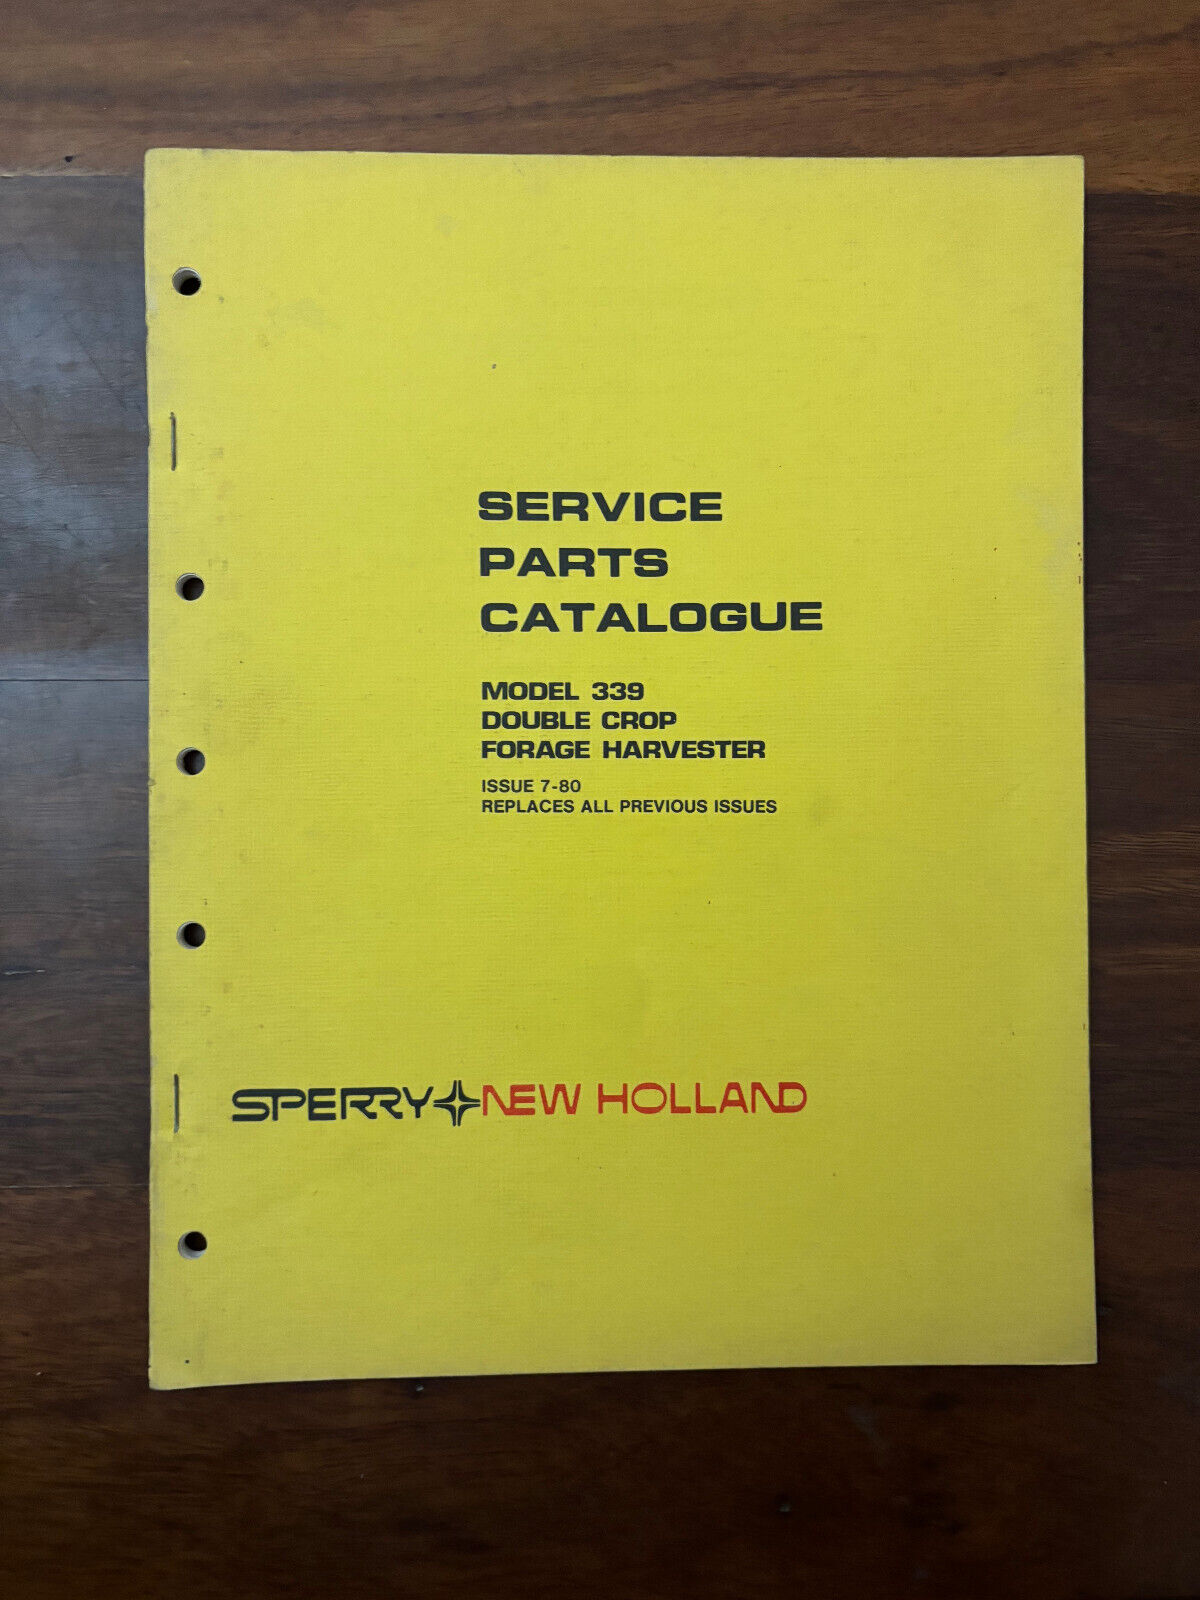 SERVICE
PARTS
CATALOGUE
MODEL 339
DOUBLE CROP
FORAGE HARVESTER
ISSUE 7-80
REPLACES ALL PREVIOUS ISSUES
SPERRY NEW HOLLAND